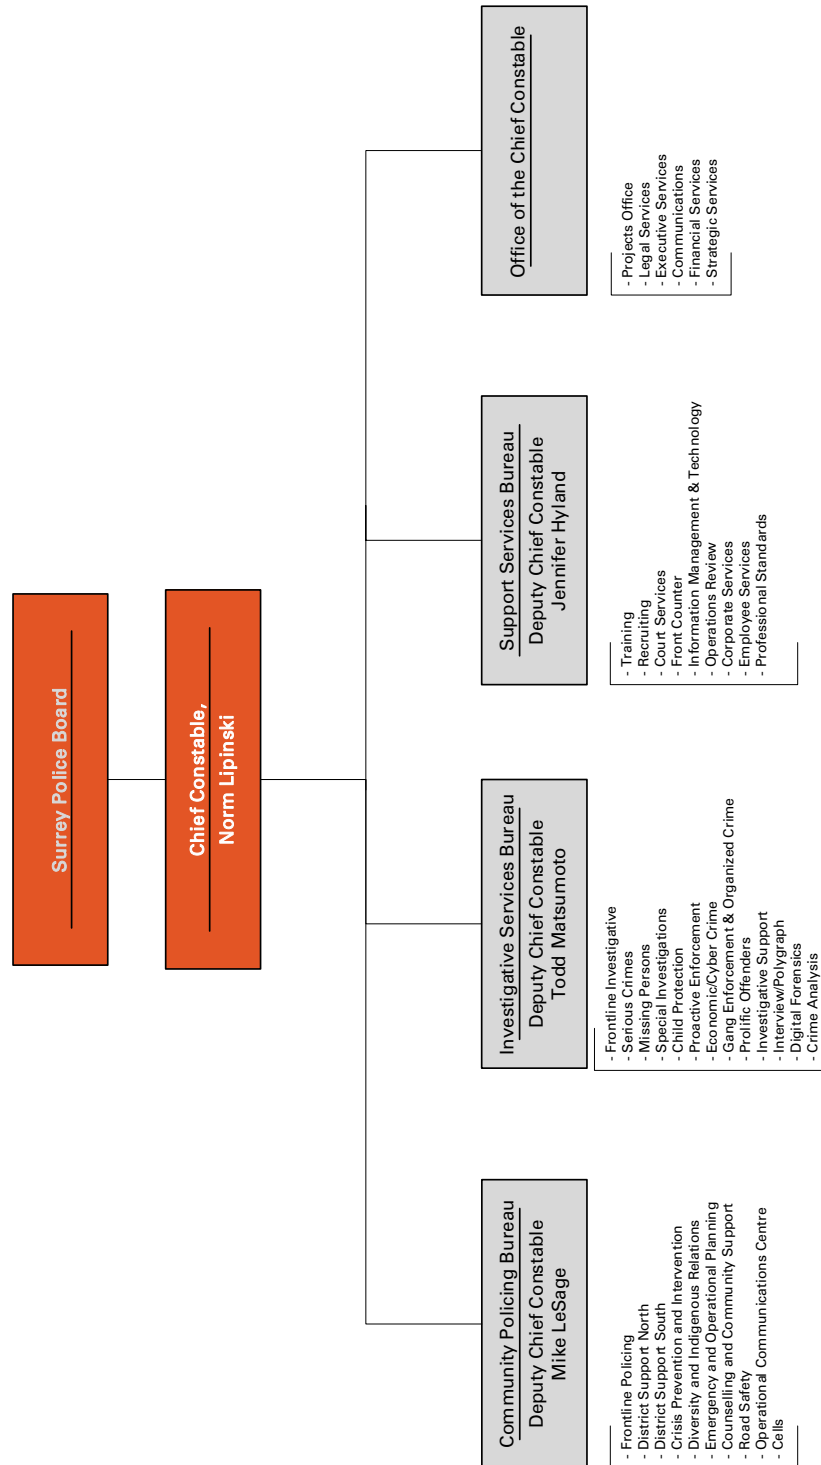 Surrey Police Board
Chief Constable,
Norm Lipinski
Community Policing Bureau
Deputy Chief Constable
Mike LeSage
- Frontline Policing
- District Support North
- District Support South
- Crisis Prevention and Intervention
- Diversity and Indigenous Relations
- Emergency and Operational Planning
- Counselling and Community Support
- Road Safety
- Operational Communications Centre
- Cells
Investigative Services Bureau
Deputy Chief Constable
Todd Matsumoto
- Frontline Investigative
- Serious Crimes
- Missing Persons
- Special Investigations
- Child Protection
- Proactive Enforcement
- Economic/Cyber Crime
- Gang Enforcement & Organized Crime
- Prolific Offenders
- Investigative Support
- Interview/Polygraph
- Digital Forensics
- Crime Analysis
Support Services Bureau
Deputy Chief Constable
Jennifer Hyland
- Training
- Recruiting
- Court Services
- Front Counter
- Information Management & Technology
- Operations Review
- Corporate Services
- Employee Services
- Professional Standards
Office of the Chief Constable
- Projects Office
- Legal Services
- Executive Services
- Communications
- Financial Services
- Strategic Services